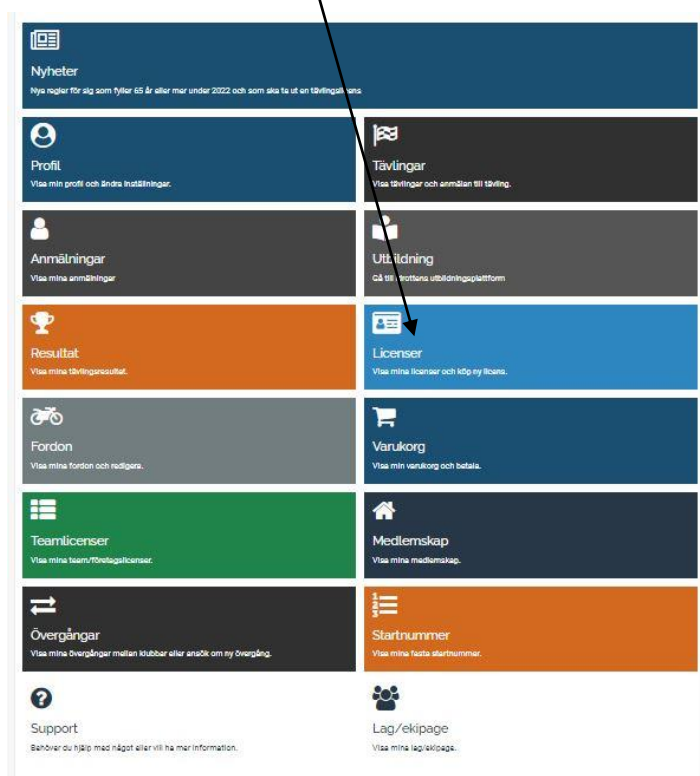 Nyheter
Nya regler för sig som fyller 65 år eller mer under 2022 och som ska ta ut en tävlingslicens
Profil
Visa min profil och ändra inställningar.
Tävlingar
Visa tävlingar och anmälan till tävling.
Anmälningar
Visa mina anmälningar
Utbildning
Gå till idrottens utbildningsplattform
Resultat
Visa mina tävlingsresultat.
Licenser
Visa mina licenser och köp ny licens.
Fordon
Visa mina fordon och redigera.
Varukorg
Visa min varukorg och betala.
Teamlicenser
Visa mina team/företagslicenser.
Medlemskap
Visa mina medlemskap.
Övergångar
Visa mina övergångar mellan klubbar eller ansök om ny övergång.
Startnummer
Visa mina fasta startnummer.
Support
Behöver du hjälp med något eller vill ha mer information.
Lag/ekipage
Visa mina lag/ekipage.